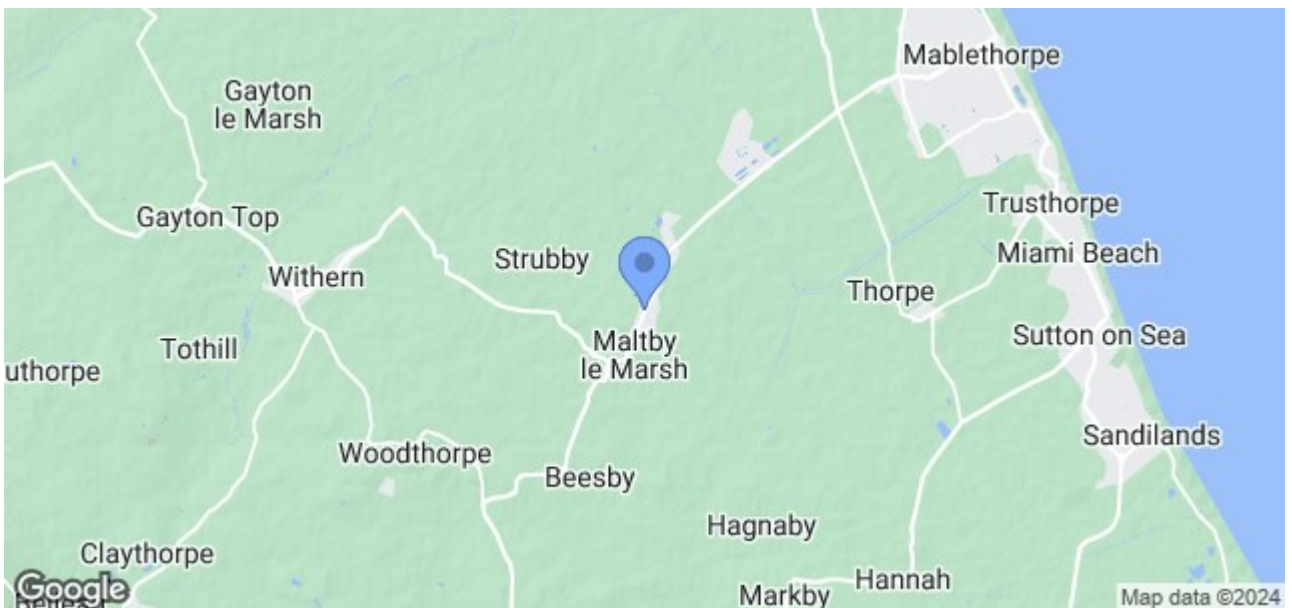 Mablethorpe
Gayton
le Marsh
Trusthorpe
Gayton Top
Miami Beach
Strubby
Withern
Thorpe
Sutton on Sea
Maltby
le Marsh
Tothill
uthorpe
Sandilands
Woodthorpe
Beesby
Hagnaby
Claythorpe
Hannah
Markby
Google
Map data ©2024